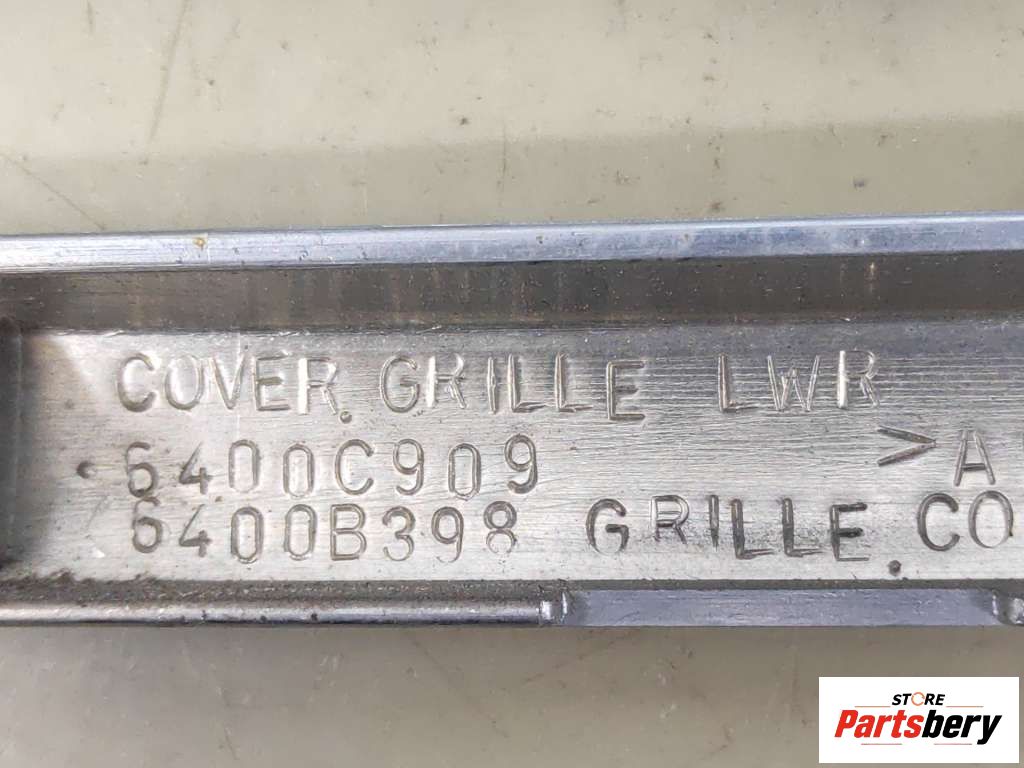 COVER. GRILLE LWR
6400C909 >A
6400B398 GRILLE. CO
STORE
Partsbery